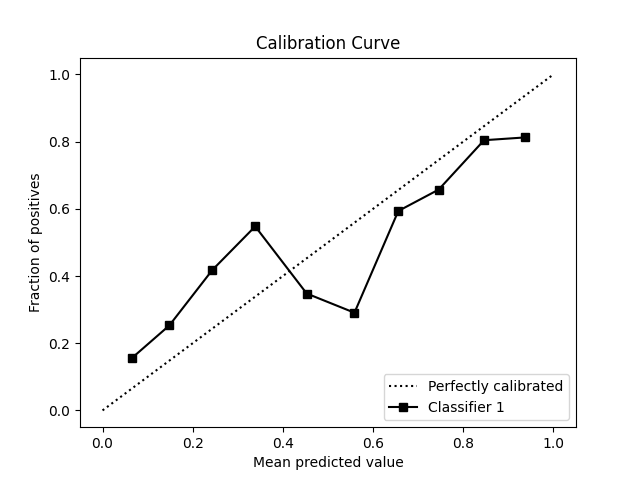 Calibration Curve
1.0
0.8
0.6
0.4
0.2
0.0
Fraction of positives
Perfectly calibrated
Classifier 1
0.0 0.2 0.4 0.6 0.8 1.0
Mean predicted value